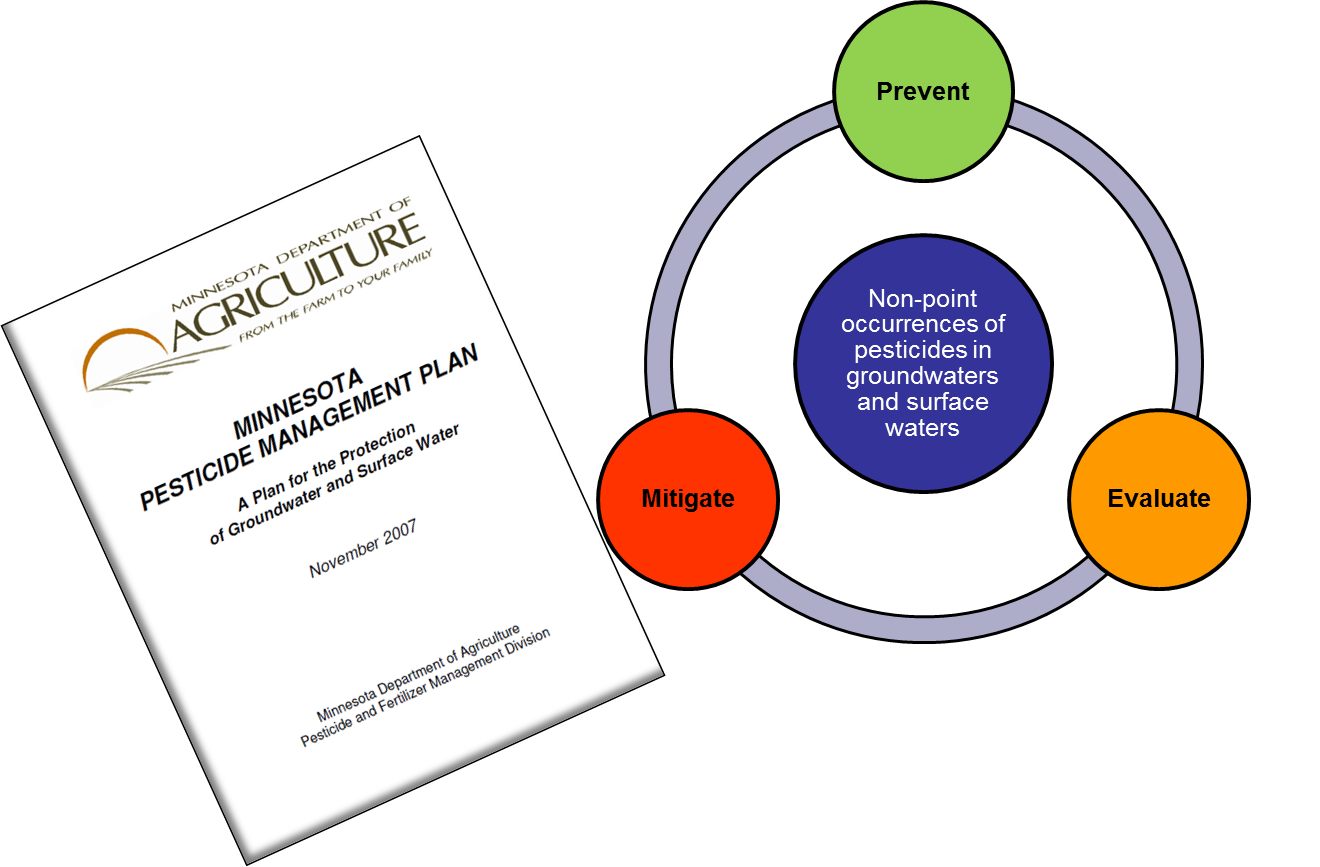 MINNESOTA DEPARTMENT OF
AGRICULTURE
FROM THE FARM TO YOUR FAMILY
MINNESOTA
PESTICIDE MANAGEMENT PLAN
A Plan for the Protection
of Groundwater and Surface Water
November 2007
Minnesota Department of Agriculture
Pesticide and Fertilizer Management Division
Prevent
Non-point
occurrences of
pesticides in
groundwaters
and surface
waters
Mitigate
Evaluate